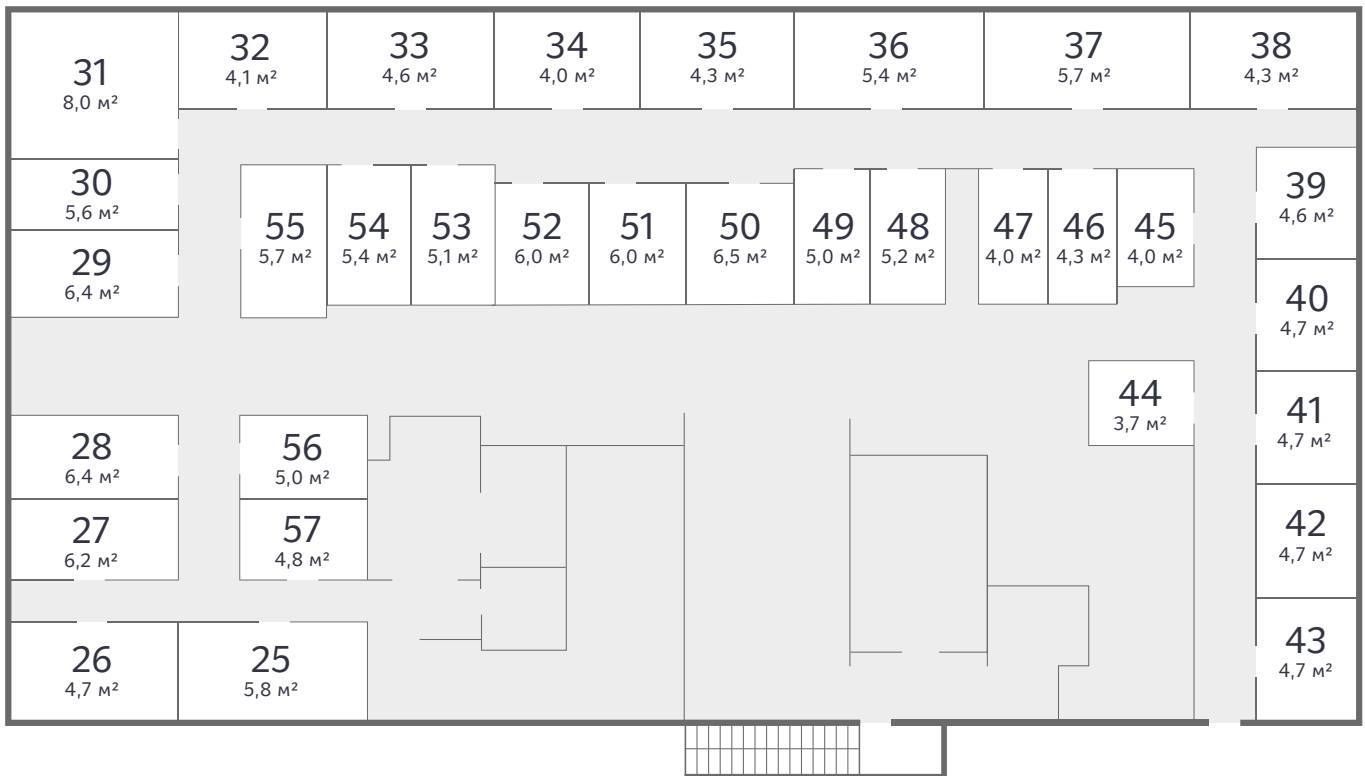 31
8,0 м²
32
4,1 м²
33
4,6 м²
34
4,0 м²
35
4,3 м²
36
5,4 м²
37
5,7 м²
38
4,3 м²
30
5,6 м²
29
6,4 м²
55
5,7 м²
54
5,4 м²
53
5,1 м²
52
6,0 м²
51
6,0 м²
50
6,5 м²
49
5,0 м²
48
5,2 м²
47
4,0 м²
46
4,3 м²
45
4,0 м²
39
4,6 м²
40
4,7 м²
44
3,7 м²
41
4,7 м²
28
6,4 м²
56
5,0 м²
27
6,2 м²
57
4,8 м²
42
4,7 м²
26
4,7 м²
25
5,8 м²
43
4,7 м²